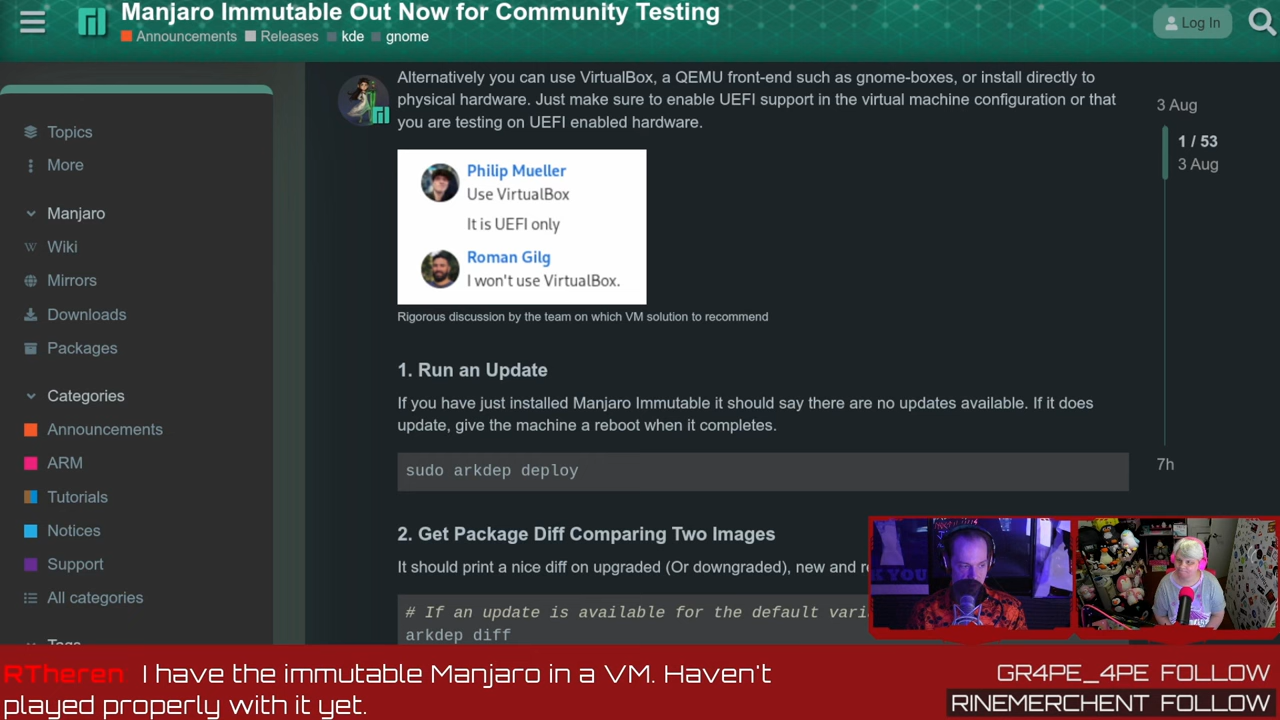 Manjaro Immutable Out Now for Community Testing
Announcements Releases kde gnome
Log In
Topics
More
Manjaro
Wiki
Mirrors
Downloads
Packages
Categories
Announcements
ARM
Tutorials
Notices
Support
All categories
Tags
Alternatively you can use VirtualBox, a QEMU front-end such as gnome-boxes, or install directly to
physical hardware. Just make sure to enable UEFI support in the virtual machine configuration or that
you are testing on UEFI enabled hardware.
Philip Mueller
Use VirtualBox
It is UEFI only
Roman Gilg
I won't use VirtualBox.
Rigorous discussion by the team on which VM solution to recommend
1. Run an Update
If you have just installed Manjaro Immutable it should say there are no updates available. If it does
update, give the machine a reboot when it completes.
sudo arkdep deploy
2. Get Package Diff Comparing Two Images
It should print a nice diff on upgraded (Or downgraded), new and
# If an update is available for the default
arkdep diff
3 Aug
1 / 53
3 Aug
7h
RTheren: I have the immutable Manjaro in a VM. Haven't
played properly with it yet.
GR4PE_4PE FOLLOW
RINEMERCHENT FOLLOW